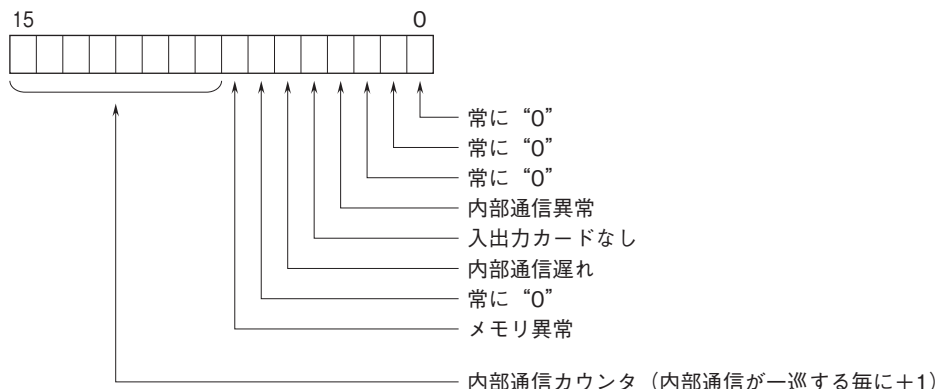 15 0
常に “0”
常に “0”
常に “0”
内部通信異常
入出力カードなし
内部通信遅れ
常に “0”
メモリ異常
内部通信カウンタ（内部通信が一巡する毎に＋1）